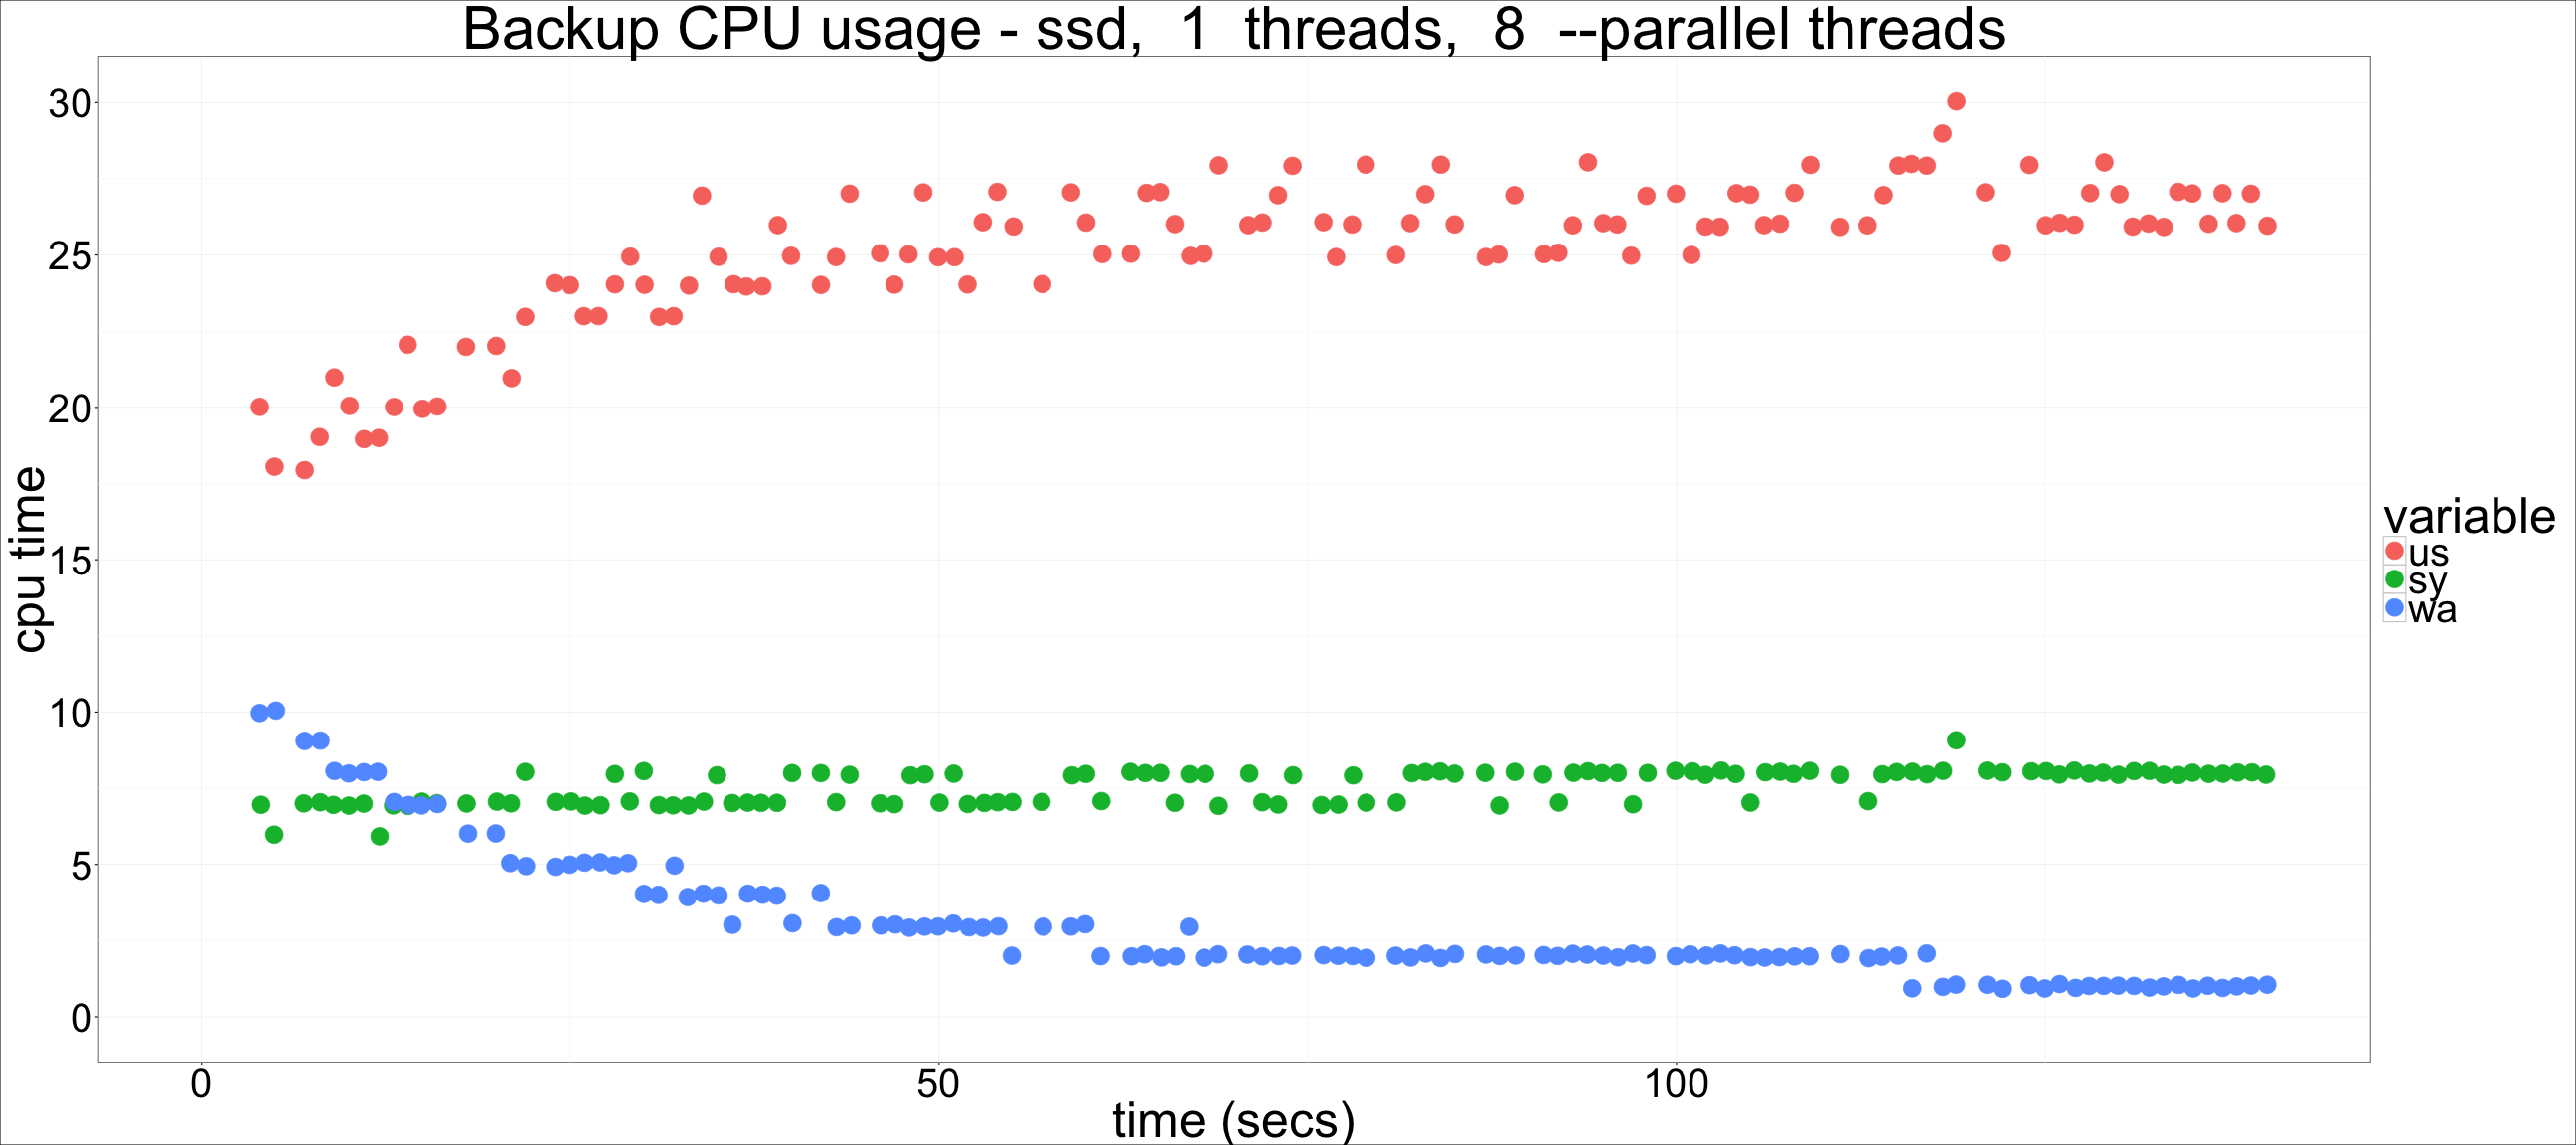 Backup CPU usage - ssd,  1  threads,  8  --parallel threads
30
25
20
15
10
5
0
cpu time
0 50 100
time (secs)
variable
us
sy
wa